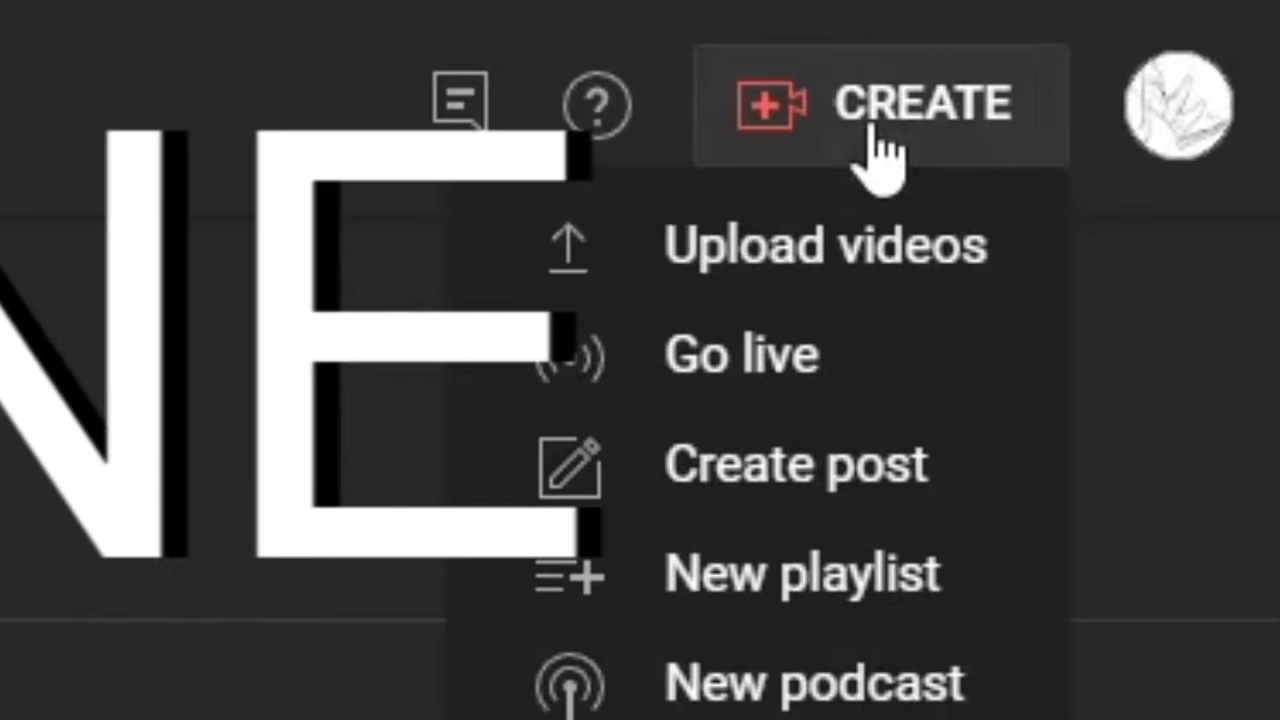 CREATE
NE
Upload videos
Go live
Create post
New playlist
New podcast